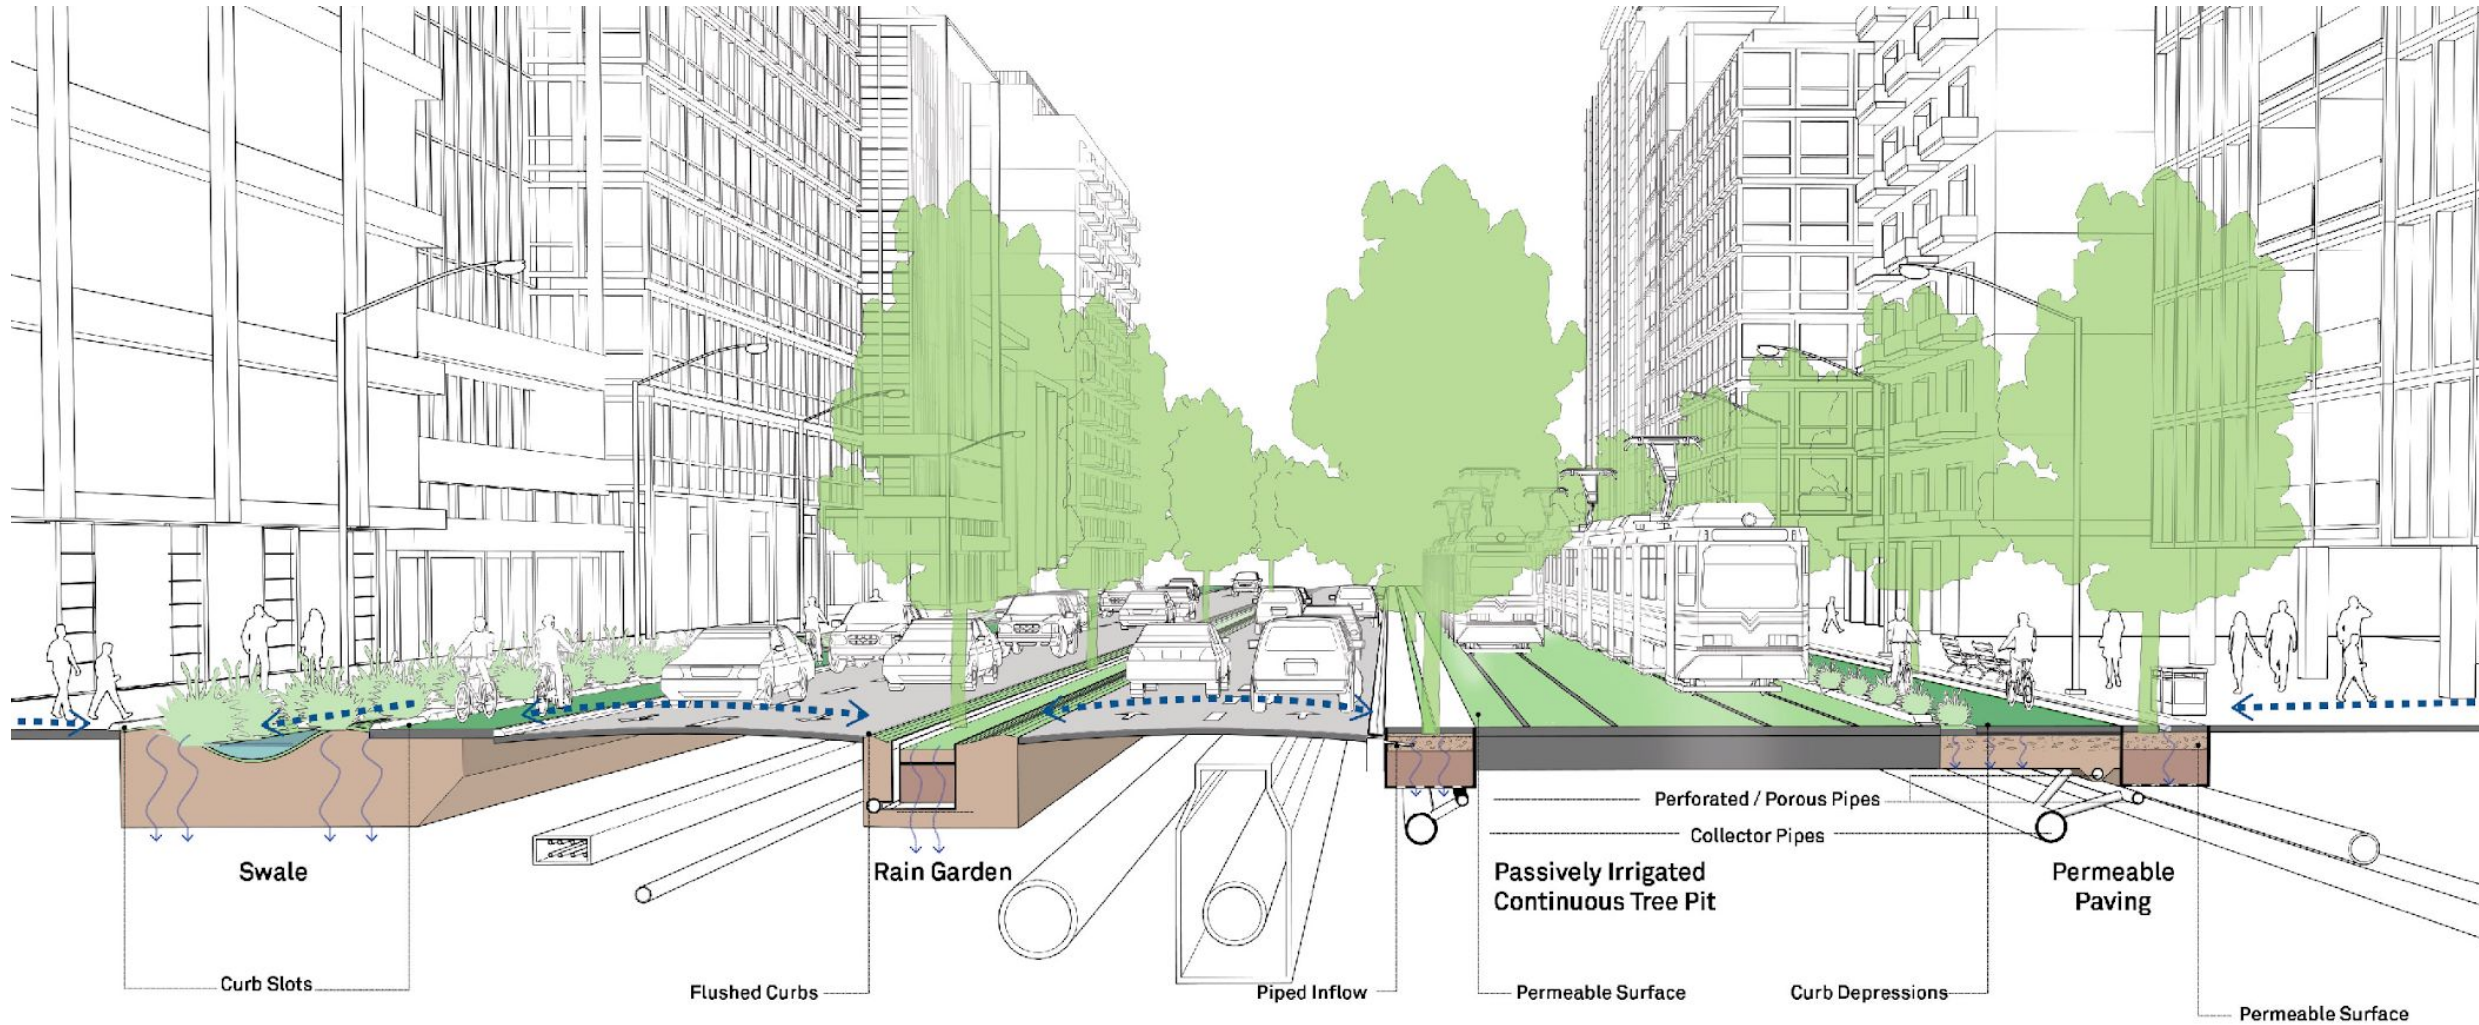 Perforated / Porous Pipes
Collector Pipes
Swale
Rain Garden
Passively Irrigated
Continuous Tree Pit
Permeable
Paving
Curb Slots
Flushed Curbs
Piped Inflow
Permeable Surface
Curb Depressions
Permeable Surface